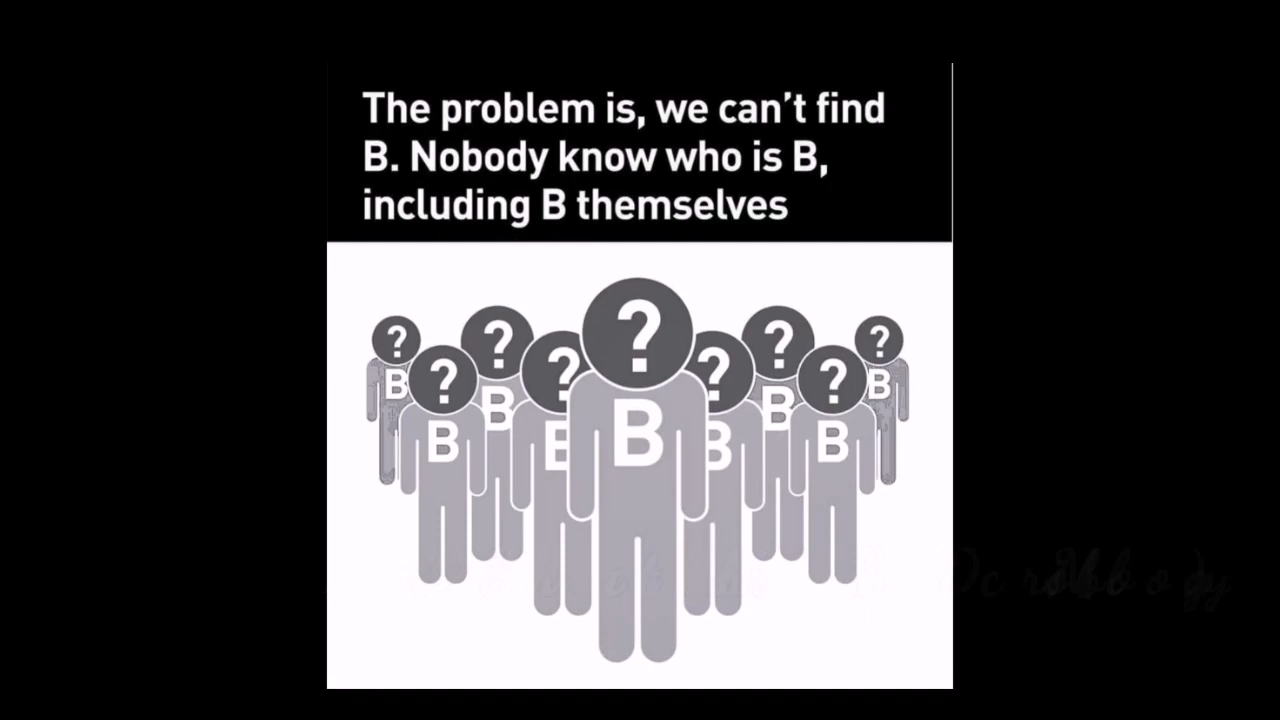 The problem is, we can't find
B. Nobody know who is B,
including B themselves
? ? ? ? ? ? ? ? ?
B B B B B B B B B